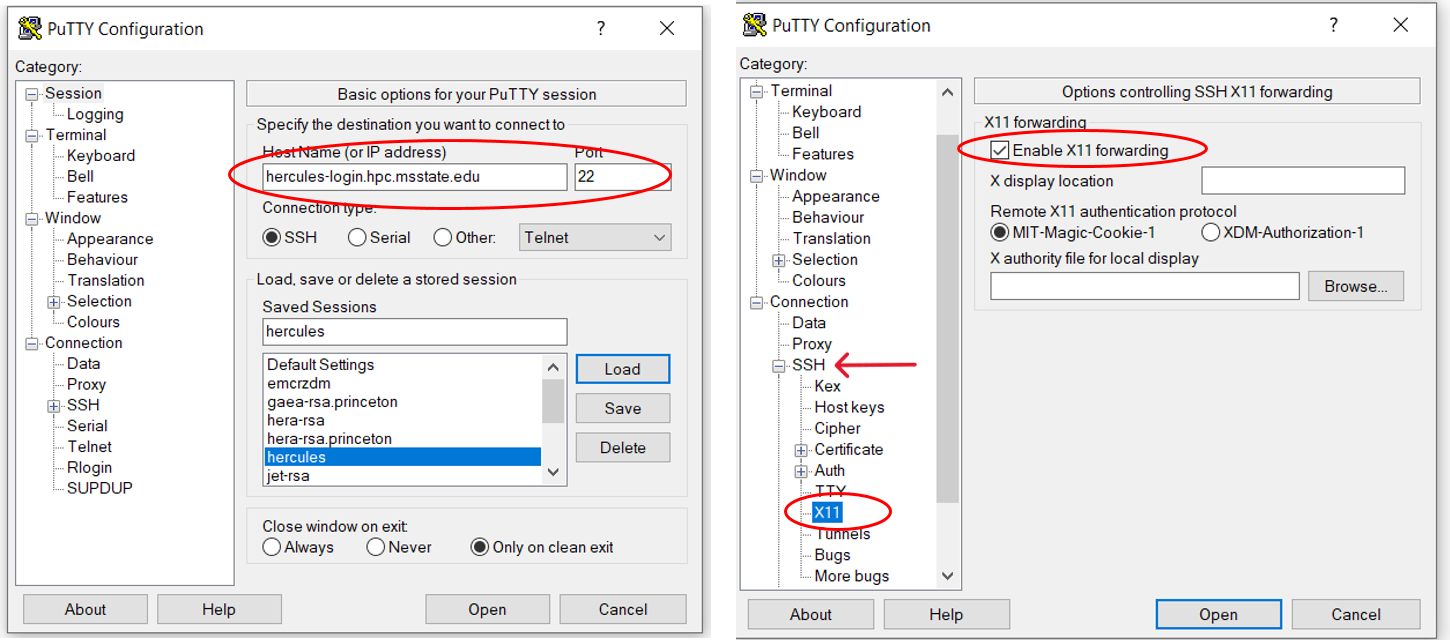 PuTTY Configuration
?
Category:
Session
Logging
Terminal
Keyboard
Bell
Features
Window
Appearance
Behaviour
Translation
Selection
Colours
Connection
Data
Proxy
SSH
Serial
Telnet
Rlogin
SUPDUP
Basic options for your PuTTY session
Specify the destination you want to connect to
Host Name (or IP address) Port
hercules-login.hpc.msstate.edu 22
Connection type:
SSH Serial Other: Telnet
Load, save or delete a stored session
Saved Sessions
hercules
Default Settings
emcrzdm
gaea-rsa.princeton
hera-rsa
hera-rsa.princeton
hercules
jet-rsa
Load
Save
Delete
Close window on exit:
Always Never Only on clean exit
About Help Open Cancel
PuTTY Configuration
?
Category:
Terminal
Keyboard
Bell
Features
Window
Appearance
Behaviour
Translation
Selection
Colours
Connection
Data
Proxy
SSH
Kex
Host keys
Cipher
Certificate
Auth
TTY
X11
Tunnels
Bugs
More bugs
Options controlling SSH X11 forwarding
X11 forwarding
Enable X11 forwarding
X display location
Remote X11 authentication protocol
MIT-Magic-Cookie-1 XDM-Authorization-1
X authority file for local display
Browse...
About Help Open Cancel